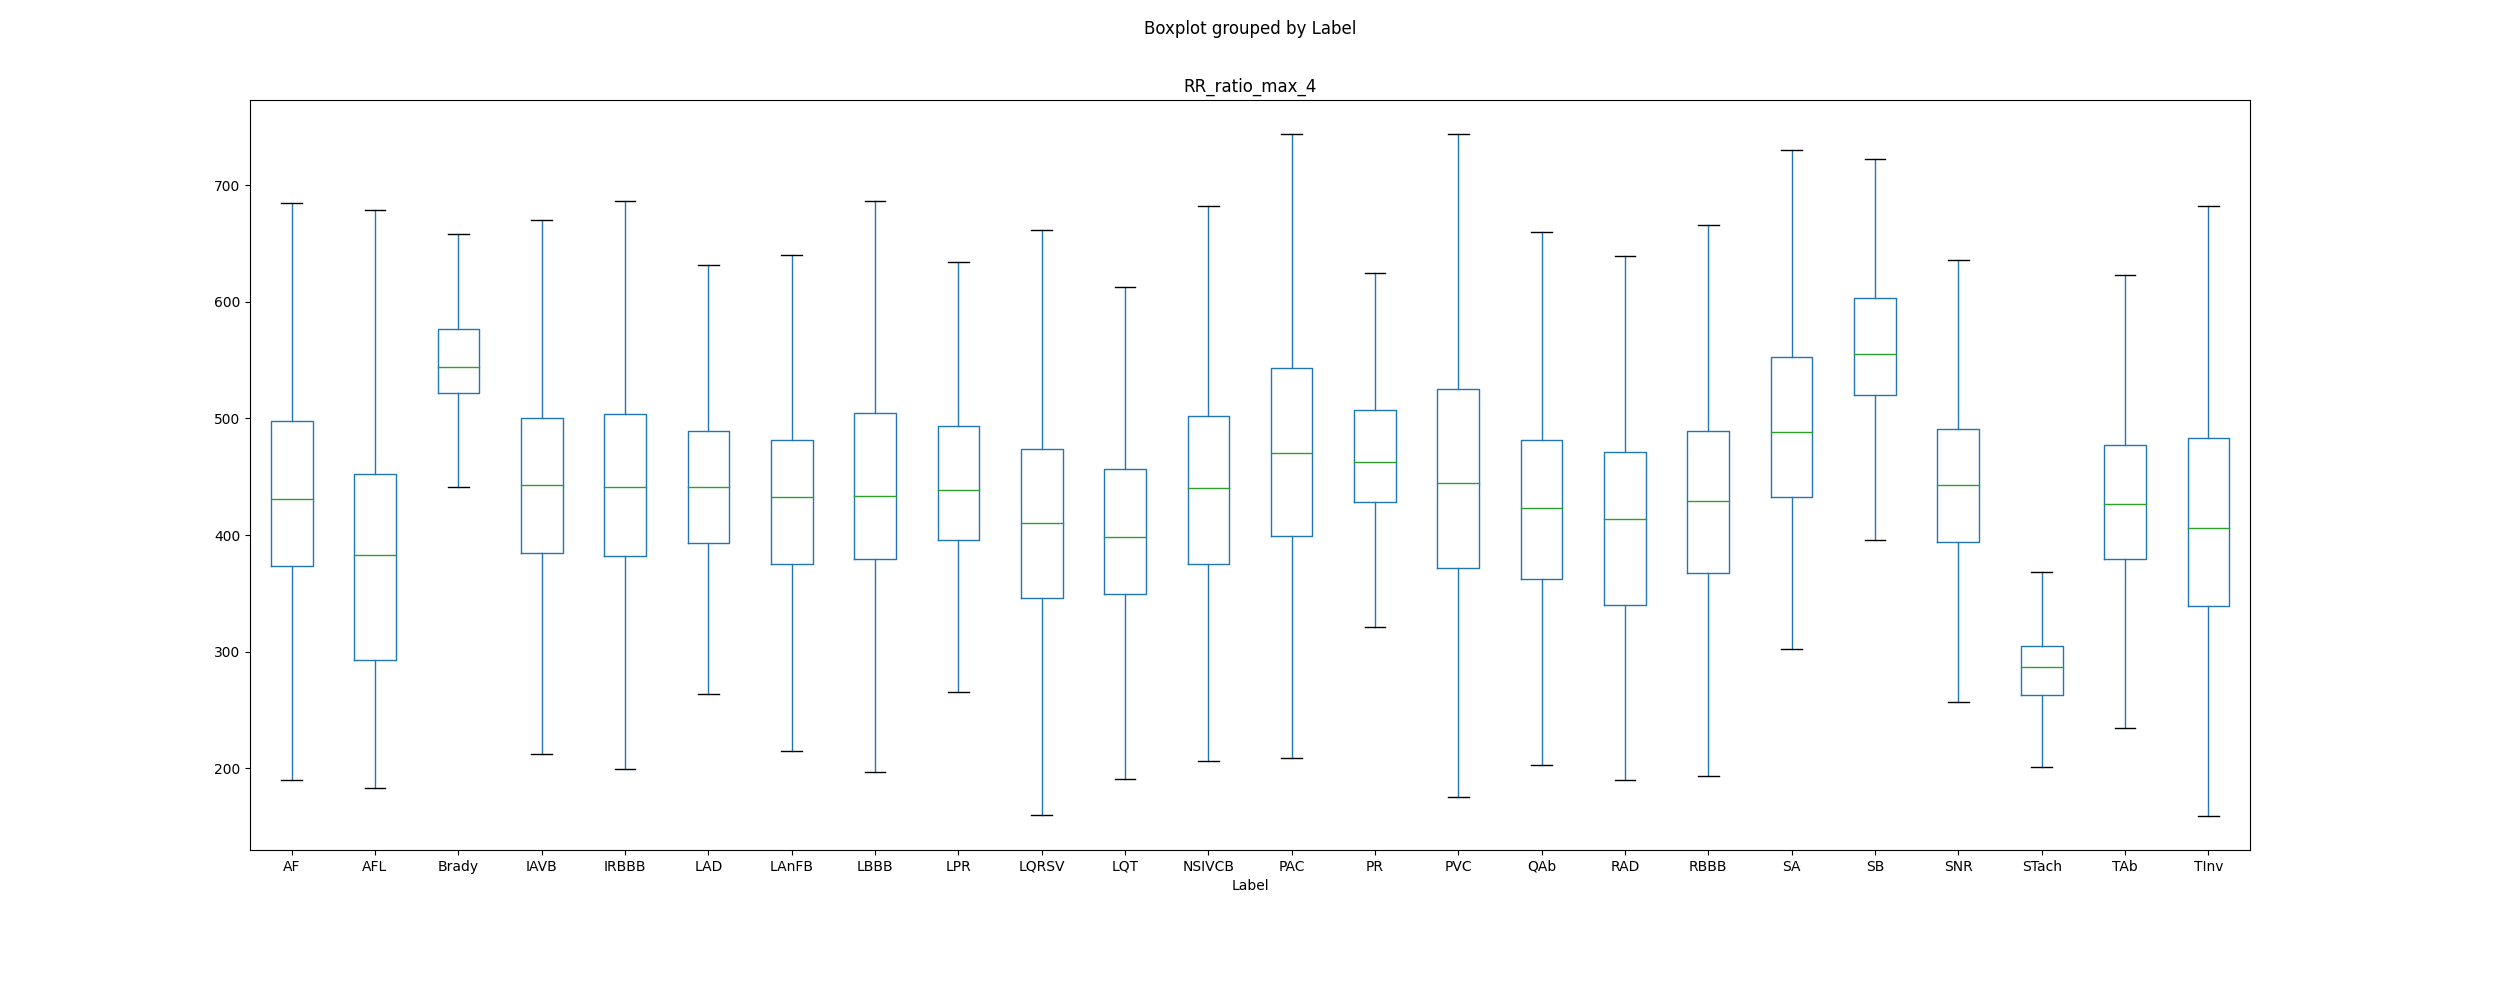 Boxplot grouped by Label
RR_ratio_max_4
700
600
500
400
300
200
AF AFL Brady IAVB IRBBB LAD LAnFB LBBB LPR LQRSV LQT NSIVCB PAC PR PVC QAb RAD RBBB SA SB SNR STach TAb TInv
Label